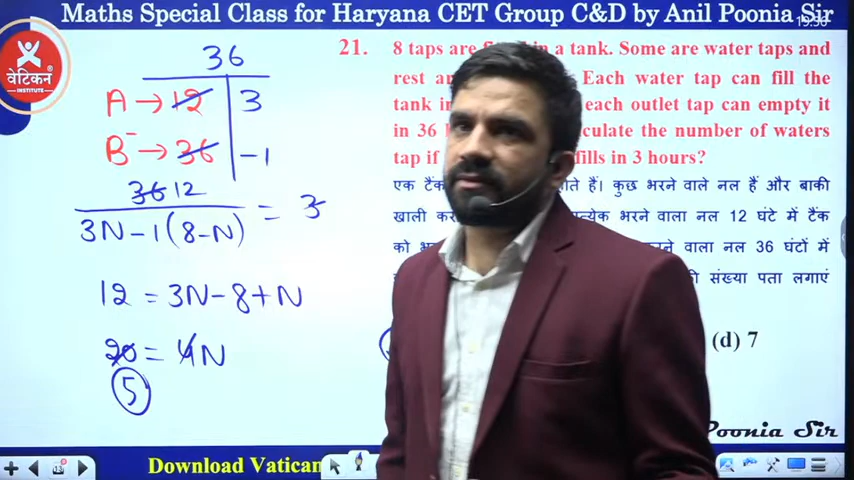 Maths Special Class for Haryana CET Group C&D by Anil Poonia Sir
वेटिकन
INSTITUTE
36
A → 12 3
B⁻ → 36 -1
36 12
3N - 1(8 - N) = 3
12 = 3N - 8 + N
20 = 4N
5
21. 8 taps are in a tank. Some are water taps and
rest Each water tap can fill the
tank in each outlet tap can empty it
in 36 the number of waters
tap if fills in 3 hours?
एक हैं। कुछ भरने वाले नल हैं और बाकी
खाली भरने वाला नल 12 घंटे में टैंक
को वाला नल 36 घंटों में
संख्या पता लगाएं
(d) 7
Poonia Sir
Download Vatican